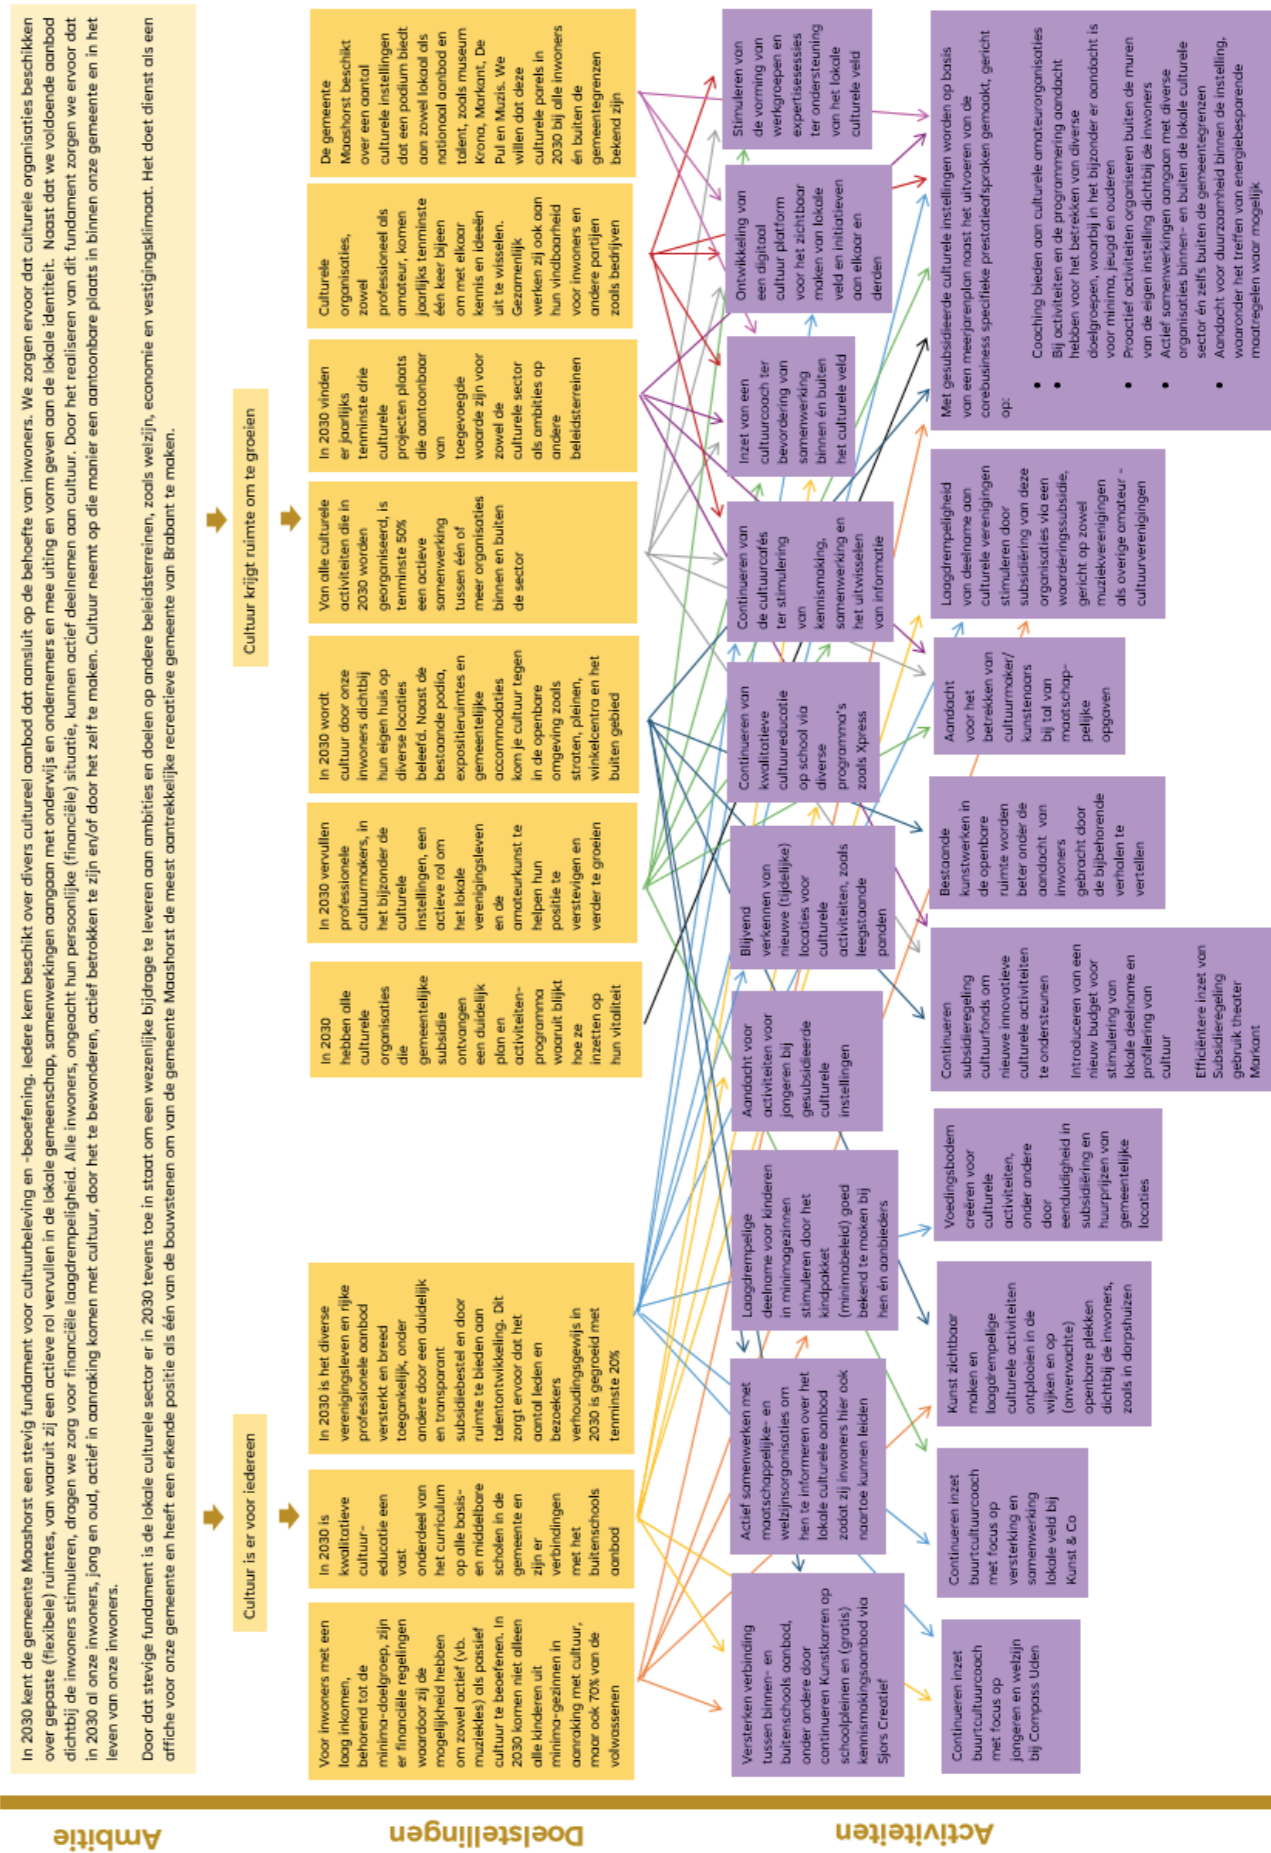 Ambitie
In 2030 kent de gemeente Maashorst een stevig fundament voor cultuurbeleving en -beoefening. Iedere kern beschikt over divers cultureel aanbod dat aansluit op de behoefte van inwoners. We zorgen ervoor dat culturele organisaties beschikken
over gepaste (flexibele) ruimtes, van waaruit zij een actieve rol vervullen in de lokale gemeenschap, samenwerkingen aangaan met onderwijs en ondernemers en mee uiting en vorm geven aan de lokale identiteit. Naast dat we voldoende aanbod
dichtbij de inwoners stimuleren, dragen we zorg voor financiële laagdrempeligheid. Alle inwoners, ongeacht hun persoonlijke (financiële) situatie, kunnen actief deelnemen aan cultuur. Door het realiseren van dit fundament zorgen we ervoor dat
in 2030 al onze inwoners, jong en oud, actief in aanraking komen met cultuur, door het te bewonderen, actief betrokken te zijn en/of door het zelf te maken. Cultuur neemt op die manier een aantoonbare plaats in binnen onze gemeente en in het
leven van onze inwoners.
Door dat stevige fundament is de lokale culturele sector er in 2030 tevens toe in staat om een wezenlijke bijdrage te leveren aan ambities en doelen op andere beleidsterreinen, zoals welzijn, economie en vestigingsklimaat. Het doet dienst als een
affiche voor onze gemeente en heeft een erkende positie als één van de bouwstenen om van de gemeente Maashorst de meest aantrekkelijke recreatieve gemeente van Brabant te maken.
Cultuur is er voor iedereen
Cultuur krijgt ruimte om te groeien
Doelstellingen
Voor inwoners met een
laag inkomen,
behorend tot de
minima-doelgroep, zijn
er financiële regelingen
waardoor zij de
mogelijkheid hebben
om zowel actief (vb.
muziekles) als passief
cultuur te beoefenen. In
2030 komen niet alleen
alle kinderen uit
minima-gezinnen in
aanraking met cultuur,
maar ook 70% van de
volwassenen
In 2030 is
kwalitatieve
cultuur-
educatie een
vast
onderdeel van
het curriculum
op alle basis-
en middelbare
scholen in de
gemeente en
zijn er
verbindingen
met het
buitenschools
aanbod
In 2030 is het diverse
verenigingsleven en rijke
professionele aanbod
versterkt en breed
toegankelijk, onder
andere door een duidelijk
en transparant
subsidiebestel en door
ruimte te bieden aan
talentontwikkeling. Dit
zorgt ervoor dat het
aantal leden en
bezoekers
verhoudingsgewijs in
2030 is gegroeid met
tenminste 20%
In 2030
hebben alle
culturele
organisaties
die
gemeentelijke
subsidie
ontvangen
een duidelijk
plan en
activiteiten-
programma
waaruit blijkt
hoe ze
inzetten op
hun vitaliteit
In 2030 vervullen
professionele
cultuurmakers, in
het bijzonder de
culturele
instellingen, een
actieve rol om
het lokale
verenigingsleven
en de
amateurkunst te
helpen hun
positie te
verstevigen en
verder te groeien
In 2030 wordt
cultuur door onze
inwoners dichtbij
hun eigen huis op
diverse locaties
beleefd. Naast de
bestaande podia,
expositieruimtes en
gemeentelijke
accommodaties
kom je cultuur tegen
in de openbare
omgeving zoals
straten, pleinen,
winkelcentra en het
buiten gebied
Van alle culturele
activiteiten die in
2030 worden
georganiseerd, is
tenminste 50%
een actieve
samenwerking
tussen één of
meer organisaties
binnen en buiten
de sector
In 2030 vinden
er jaarlijks
tenminste drie
culturele
projecten plaats
die aantoonbaar
van
toegevoegde
waarde zijn voor
zowel de
culturele sector
als ambities op
andere
beleidsterreinen
Culturele
organisaties,
zowel
professioneel als
amateur, komen
jaarlijks tenminste
één keer bijeen
om met elkaar
kennis en ideeën
uit te wisselen.
Gezamenlijk
werken zij ook aan
hun vindbaarheid
voor inwoners en
andere partijen
zoals bedrijven
De gemeente
Maashorst beschikt
over een aantal
culturele instellingen
dat een podium biedt
aan zowel lokaal als
nationaal aanbod en
talent, zoals museum
Krona, Markant, De
Pul en Muzis. We
willen dat deze
culturele parels in
2030 bij alle inwoners
én buiten de
gemeentegrenzen
bekend zijn
Activiteiten
Versterken verbinding
tussen binnen- en
buitenschools aanbod,
onder andere door
continueren Kunstkarren op
schoolpleinen en (gratis)
kennismakingsaanbod via
Sjors Creatief
Actief samenwerken met
maatschappelijke- en
welzijnsorganisaties om
hen te informeren over het
lokale culturele aanbod
zodat zij inwoners hier ook
naartoe kunnen leiden
Laagdrempelige
deelname voor kinderen
in minimagezinnen
stimuleren door het
kindpakket
(minimabeleid) goed
bekend te maken bij
hen én aanbieders
Aandacht voor
activiteiten voor
jongeren bij
gesubsidieerde
culturele
instellingen
Blijvend
verkennen van
nieuwe (tijdelijke)
locaties voor
culturele
activiteiten, zoals
leegstaande
panden
Continueren van
kwalitatieve
cultuureducatie
op school via
diverse
programma's
zoals Xpress
Continueren van
de cultuurcafés
ter stimulering
van
kennismaking,
samenwerking en
het uitwisselen
van informatie
Inzet van een
cultuurcoach ter
bevordering van
samenwerking
binnen én buiten
het culturele veld
Ontwikkeling van
een digitaal
cultuur platform
voor het zichtbaar
maken van lokale
veld en initiatieven
aan elkaar en
derden
Stimuleren van
de vorming van
werkgroepen en
expertisesessies
ter ondersteuning
van het lokale
culturele veld
Continueren inzet
buurtcultuurcoach
met focus op
jongeren en welzijn
bij Compass Uden
Continueren inzet
buurtcultuurcoach
met focus op
versterking en
samenwerking
lokale veld bij
Kunst & Co
Kunst zichtbaar
maken en
laagdrempelige
culturele activiteiten
ontplooien in de
wijken en op
(onverwachte)
openbare plekken
dichtbij de inwoners,
zoals in dorpshuizen
Voedingsbodem
creëren voor
culturele
activiteiten,
onder andere
door
eenduidigheid in
subsidiëring en
huurprijzen van
gemeentelijke
locaties
Continueren
subsidieregeling
cultuurfonds om
nieuwe innovatieve
culturele activiteiten
te ondersteunen
Introduceren van een
nieuw budget voor
stimulering van
lokale deelname en
profilering van
cultuur
Efficiëntere inzet van
Subsidieregeling
gebruik theater
Markant
Bestaande
kunstwerken in
de openbare
ruimte worden
beter onder de
aandacht van
inwoners
gebracht door
de bijbehorende
verhalen te
vertellen
Aandacht
voor het
betrekken van
cultuurmaker/
kunstenaars
bij tal van
maatschap-
pelijke
opgaven
Laagdrempeligheid
van deelname aan
culturele verenigingen
stimuleren door
subsidiëring van deze
organisaties via een
waarderingssubsidie,
gericht op zowel
muziekverenigingen
als overige amateur -
cultuurverenigingen
Met gesubsidieerde culturele instellingen worden op basis
van een meerjarenplan naast het uitvoeren van de
corebusiness specifieke prestatieafspraken gemaakt, gericht
op:
• Coaching bieden aan culturele amateurorganisaties
• Bij activiteiten en de programmering aandacht
hebben voor het betrekken van diverse
doelgroepen, waarbij in het bijzonder er aandacht is
voor minima, jeugd en ouderen
• Proactief activiteiten organiseren buiten de muren
van de eigen instelling dichtbij de inwoners
• Actief samenwerkingen aangaan met diverse
organisaties binnen- en buiten de lokale culturele
sector én zelfs buiten de gemeentegrenzen
• Aandacht voor duurzaamheid binnen de instelling,
waaronder het treffen van energiebesparende
maatregelen waar mogelijk